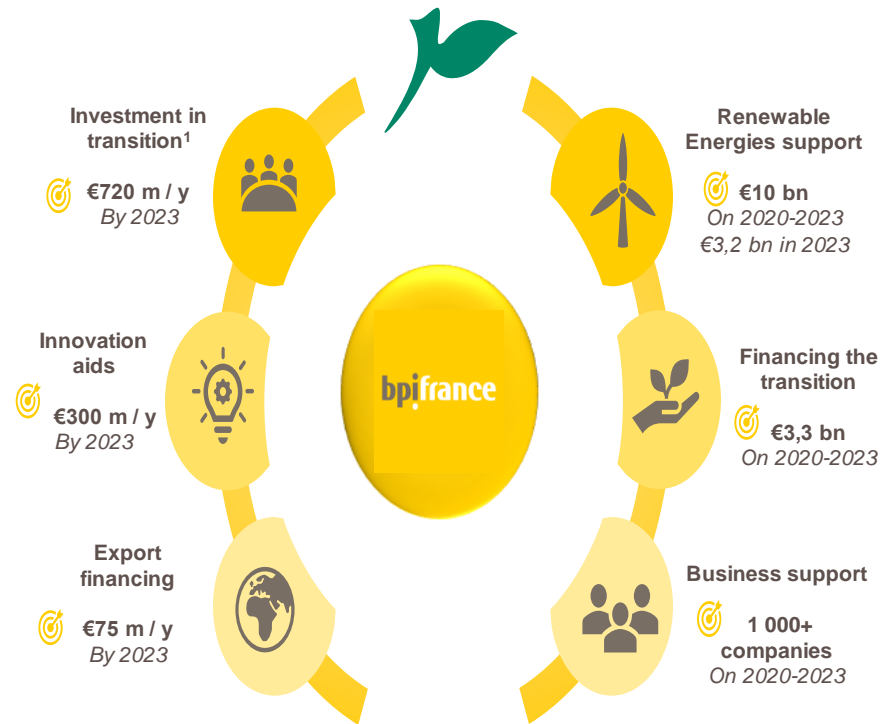 Investment in
transition1
€720 m / y
By 2023
Renewable
Energies support
€10 bn
On 2020-2023
€3,2 bn in 2023
Innovation
aids
€300 m / y
By 2023
bpifrance
Financing the
transition
€3,3 bn
On 2020-2023
Export
financing
€75 m / y
By 2023
Business support
1 000+
companies
On 2020-2023